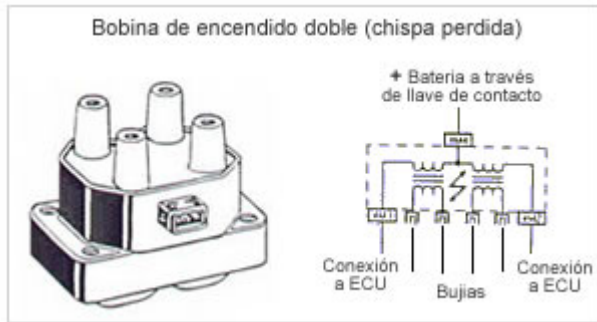 Bobina de encendido doble (chispa perdida)
+ Bateria a través
de llave de contacto
Conexión
a ECU
Bujias
Conexión
a ECU